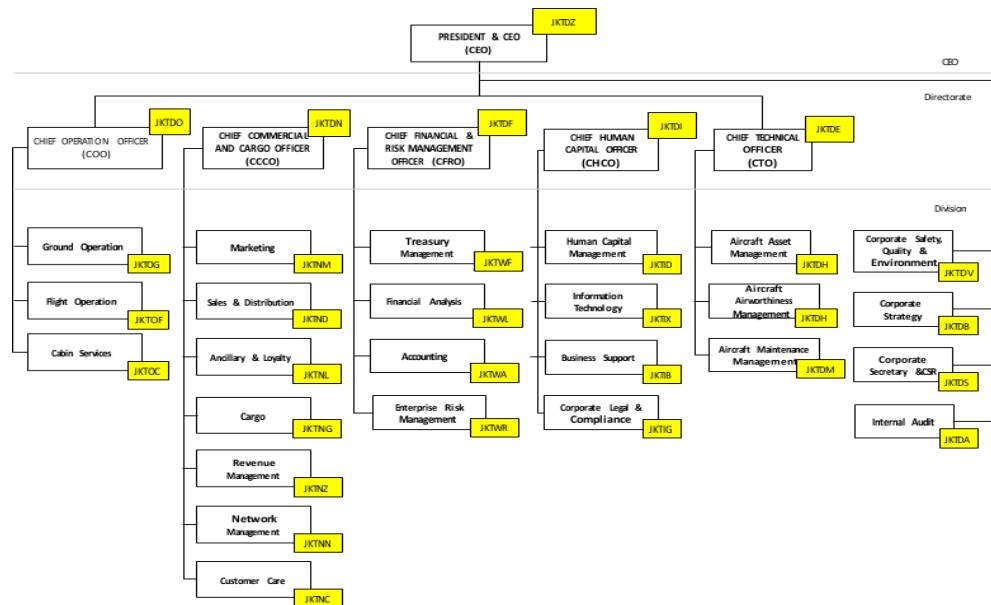 JKTDZ
PRESIDENT & CEO
(CEO)
CEO
Directorate
JKTDO
CHIEF OPERATION OFFICER
(COO)
JKTDN
CHIEF COMMERCIAL
AND CARGO OFFICER
(CCCO)
JKTDF
CHIEF FINANCIAL &
RISK MANAGEMENT
OFFICER (CFRO)
JKTDI
CHIEF HUMAN
CAPITAL OFFICER
(CHCO)
JKTDE
CHIEF TECHNICAL
OFFICER
(CTO)
Division
Ground Operation
JKTOG
Flight Operation
JKTOF
Cabin Services
JKTOC
Marketing
JKTNM
Sales & Distribution
JKTND
Ancillary & Loyalty
JKTNL
Cargo
JKTNG
Revenue
Management
JKTNZ
Network
Management
JKTNN
Customer Care
JKTNC
Treasury
Management
JKTWF
Financial Analysis
JKTWL
Accounting
JKTWA
Enterprise Risk
Management
JKTWR
Human Capital
Management
JKTID
Information
Technology
JKTIX
Business Support
JKTIB
Corporate Legal &
Compliance
JKTIG
Aircraft Asset
Management
JKTDH
Aircraft
Airworthiness
Management
JKTDH
Aircraft Maintenance
Management
JKTDM
Corporate Safety,
Quality &
Environment
JKTDV
Corporate
Strategy
JKTDB
Corporate
Secretary &CSR
JKTDS
Internal Audit
JKTDA